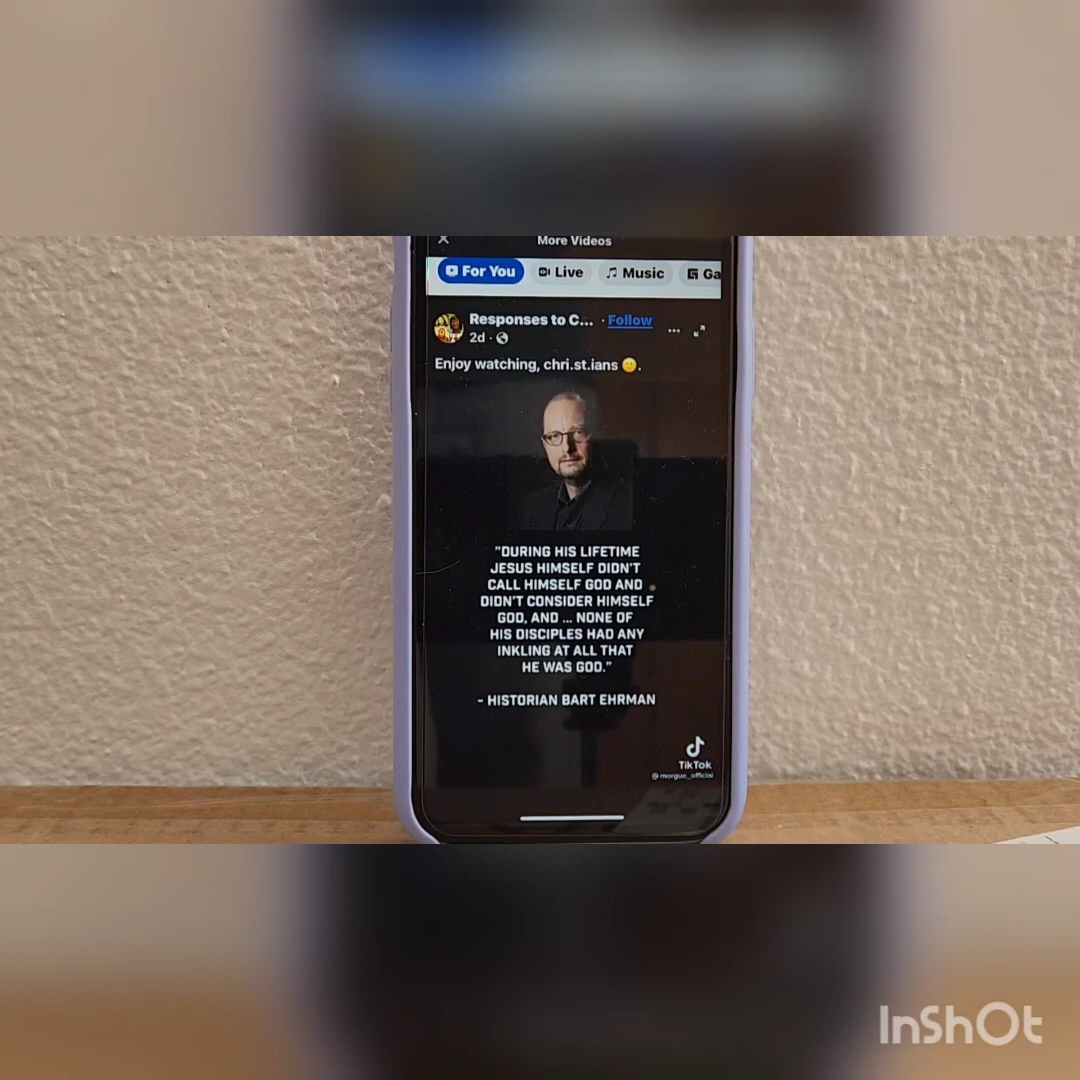 More Videos
For You Live Music Ga
Responses to C... · Follow
2d
Enjoy watching, chri.st.ians 🙂.
"DURING HIS LIFETIME
JESUS HIMSELF DIDN'T
CALL HIMSELF GOD AND
DIDN'T CONSIDER HIMSELF
GOD, AND ... NONE OF
HIS DISCIPLES HAD ANY
INKLING AT ALL THAT
HE WAS GOD."
- HISTORIAN BART EHRMAN
TikTok
@morgue_official
InShOt